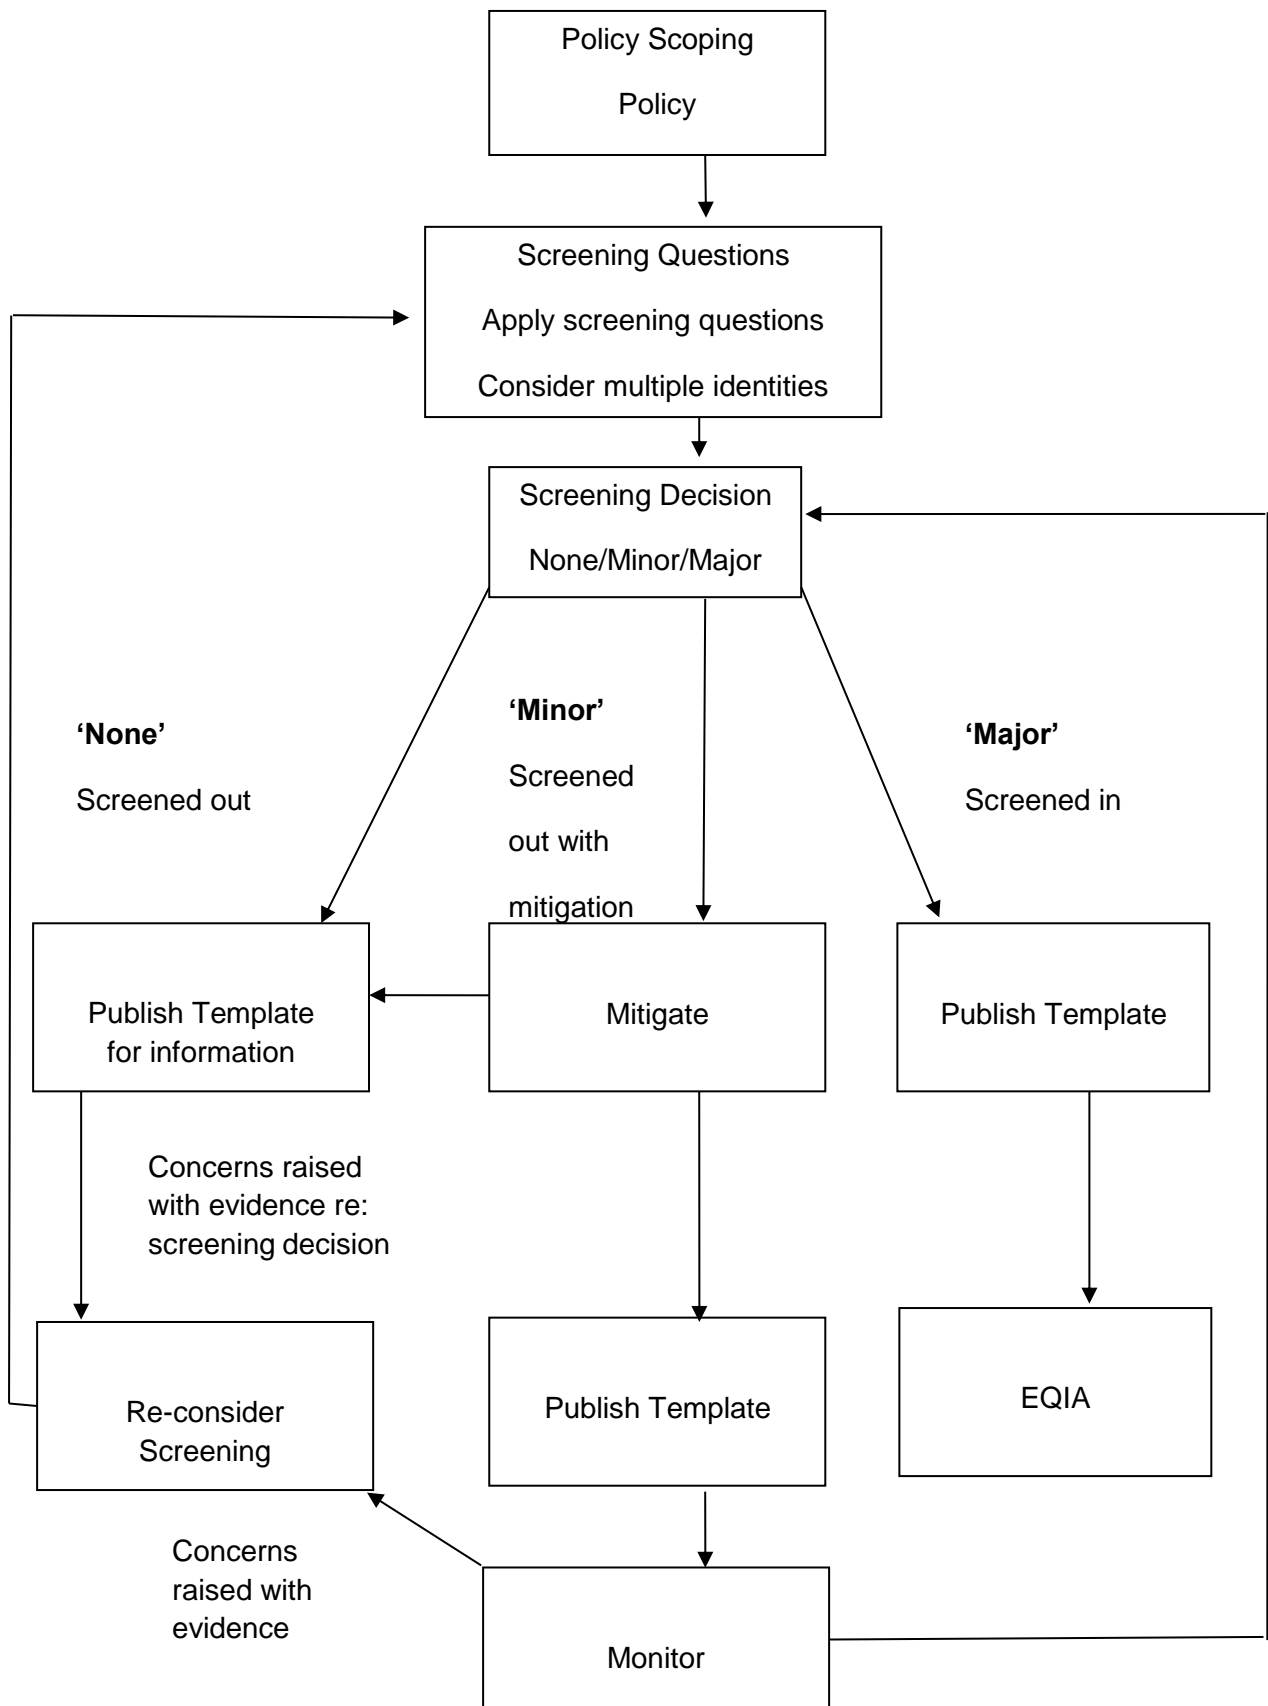 Policy Scoping
Policy
Screening Questions
Apply screening questions
Consider multiple identities
Screening Decision
None/Minor/Major
‘None’
Screened out
‘Minor’
Screened
out with
mitigation
‘Major’
Screened in
Publish Template
for information
Mitigate
Publish Template
Concerns raised
with evidence re:
screening decision
Re-consider
Screening
Publish Template
EQIA
Concerns
raised with
evidence
Monitor